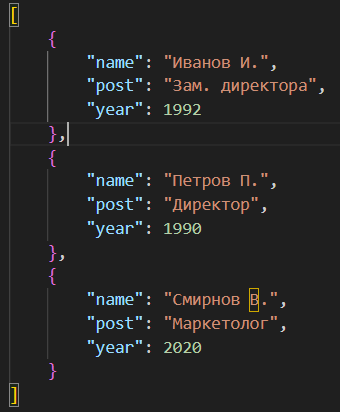 [
    {
        "name": "Иванов И.",
        "post": "Зам. директора",
        "year": 1992
    },
    {
        "name": "Петров П.",
        "post": "Директор",
        "year": 1990
    },
    {
        "name": "Смирнов В.",
        "post": "Маркетолог",
        "year": 2020
    }
]